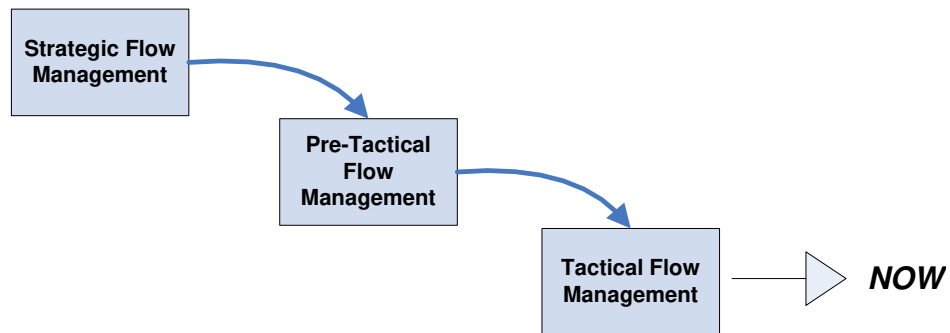 Strategic Flow
Management
Pre-Tactical
Flow
Management
Tactical Flow
Management
NOW